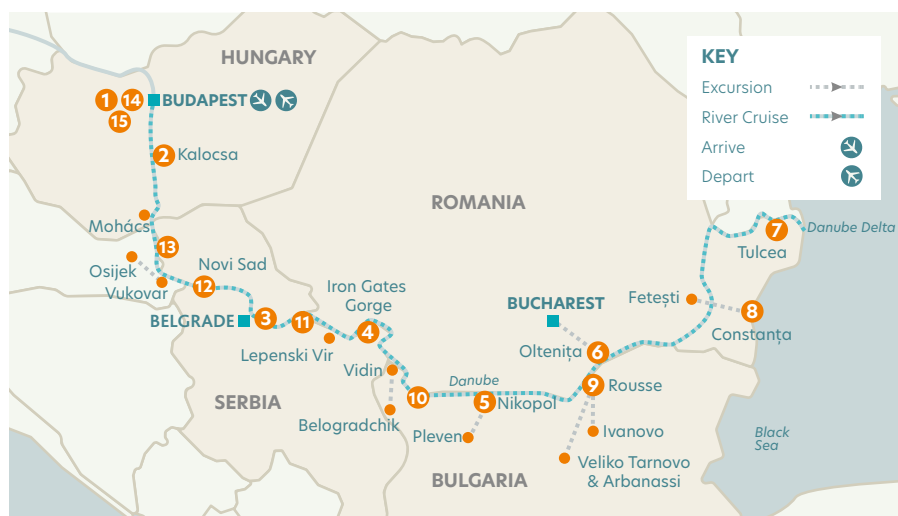 HUNGARY
KEY
Excursion
River Cruise
Arrive
Depart
1
14
BUDAPEST
15
2
Kalocsa
ROMANIA
Mohács
13
7
Danube Delta
Tulcea
Osijek
Novi Sad
Vukovar
12
Iron Gates
Gorge
BUCHAREST
Fetești
8
BELGRADE
3
11
4
Constanța
Lepenski Vir
Oltenița
6
Vidin
Danube
9
Rousse
SERBIA
10
5
Nikopol
Belogradchik
Pleven
Ivanovo
Black
Sea
Veliko Tarnovo
& Arbanassi
BULGARIA